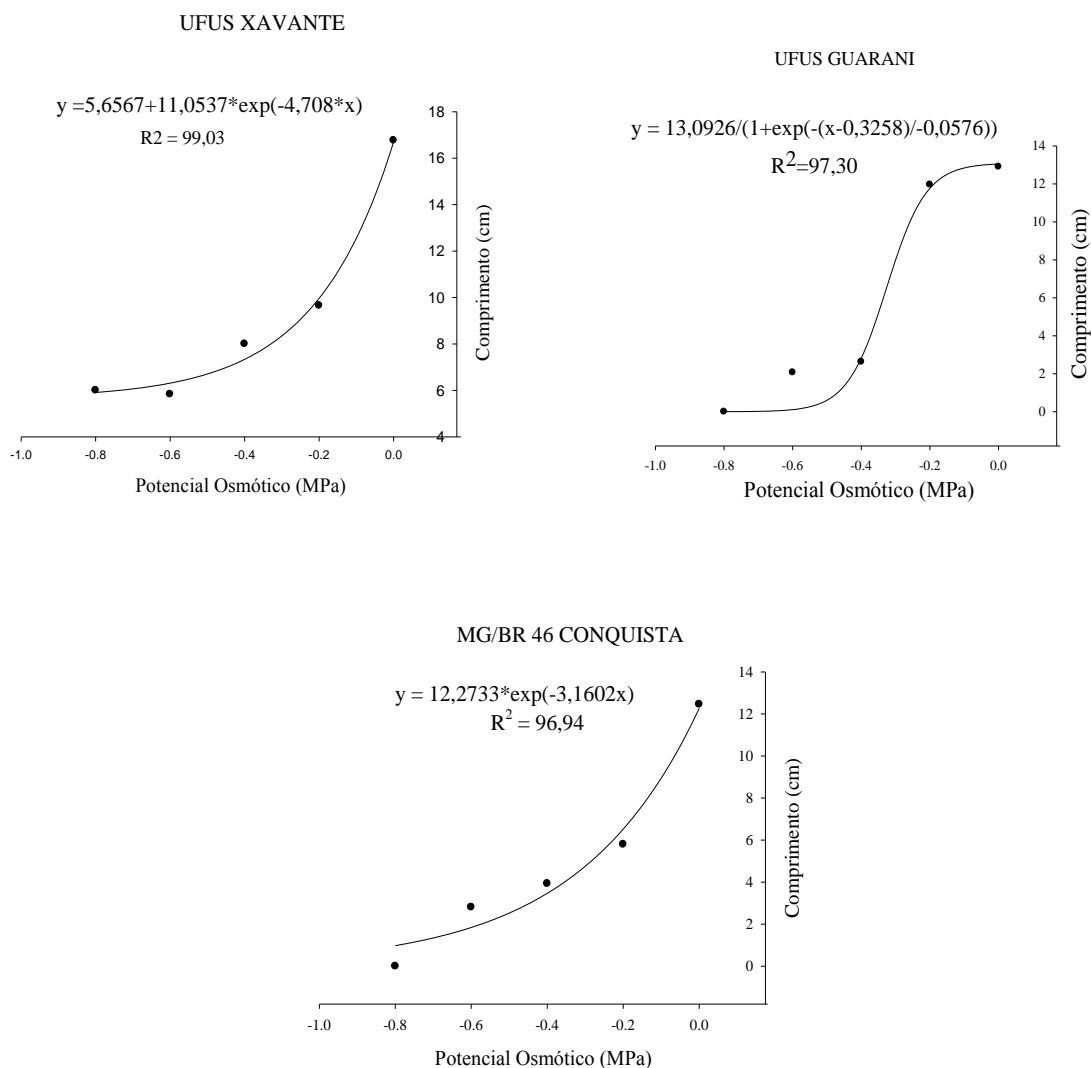 UFUS XAVANTE
y =5,6567+11,0537*exp(-4,708*x)
R2 = 99,03
18
16
14
12
10
8
6
4
Comprimento (cm)
-1.0 -0.8 -0.6 -0.4 -0.2 0.0
Potencial Osmótico (MPa)
UFUS GUARANI
y = 13,0926/(1+exp(-(x-0,3258)/-0,0576))
R²=97,30
14
12
10
8
6
4
2
0
Comprimento (cm)
-1.0 -0.8 -0.6 -0.4 -0.2 0.0
Potencial Osmótico (MPa)
MG/BR 46 CONQUISTA
y = 12,2733*exp(-3,1602x)
R² = 96,94
14
12
10
8
6
4
2
0
Comprimento (cm)
-1.0 -0.8 -0.6 -0.4 -0.2 0.0
Potencial Osmótico (MPa)